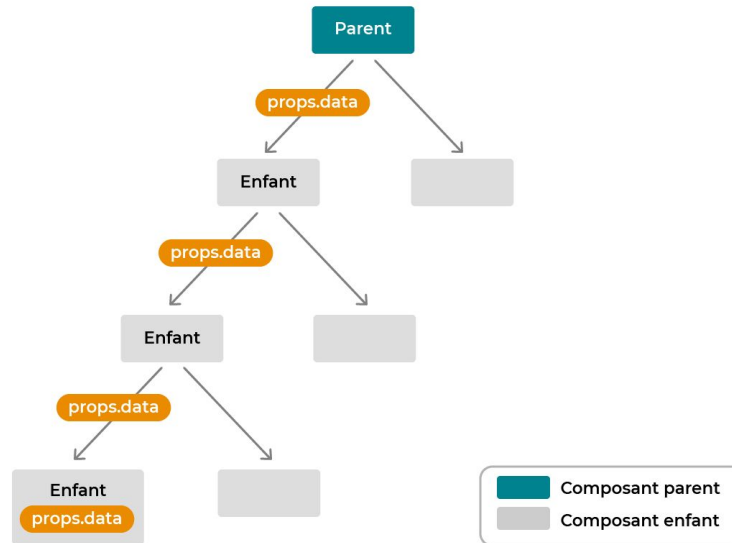 Parent
props.data
Enfant
props.data
Enfant
props.data
Enfant
props.data
Composant parent
Composant enfant